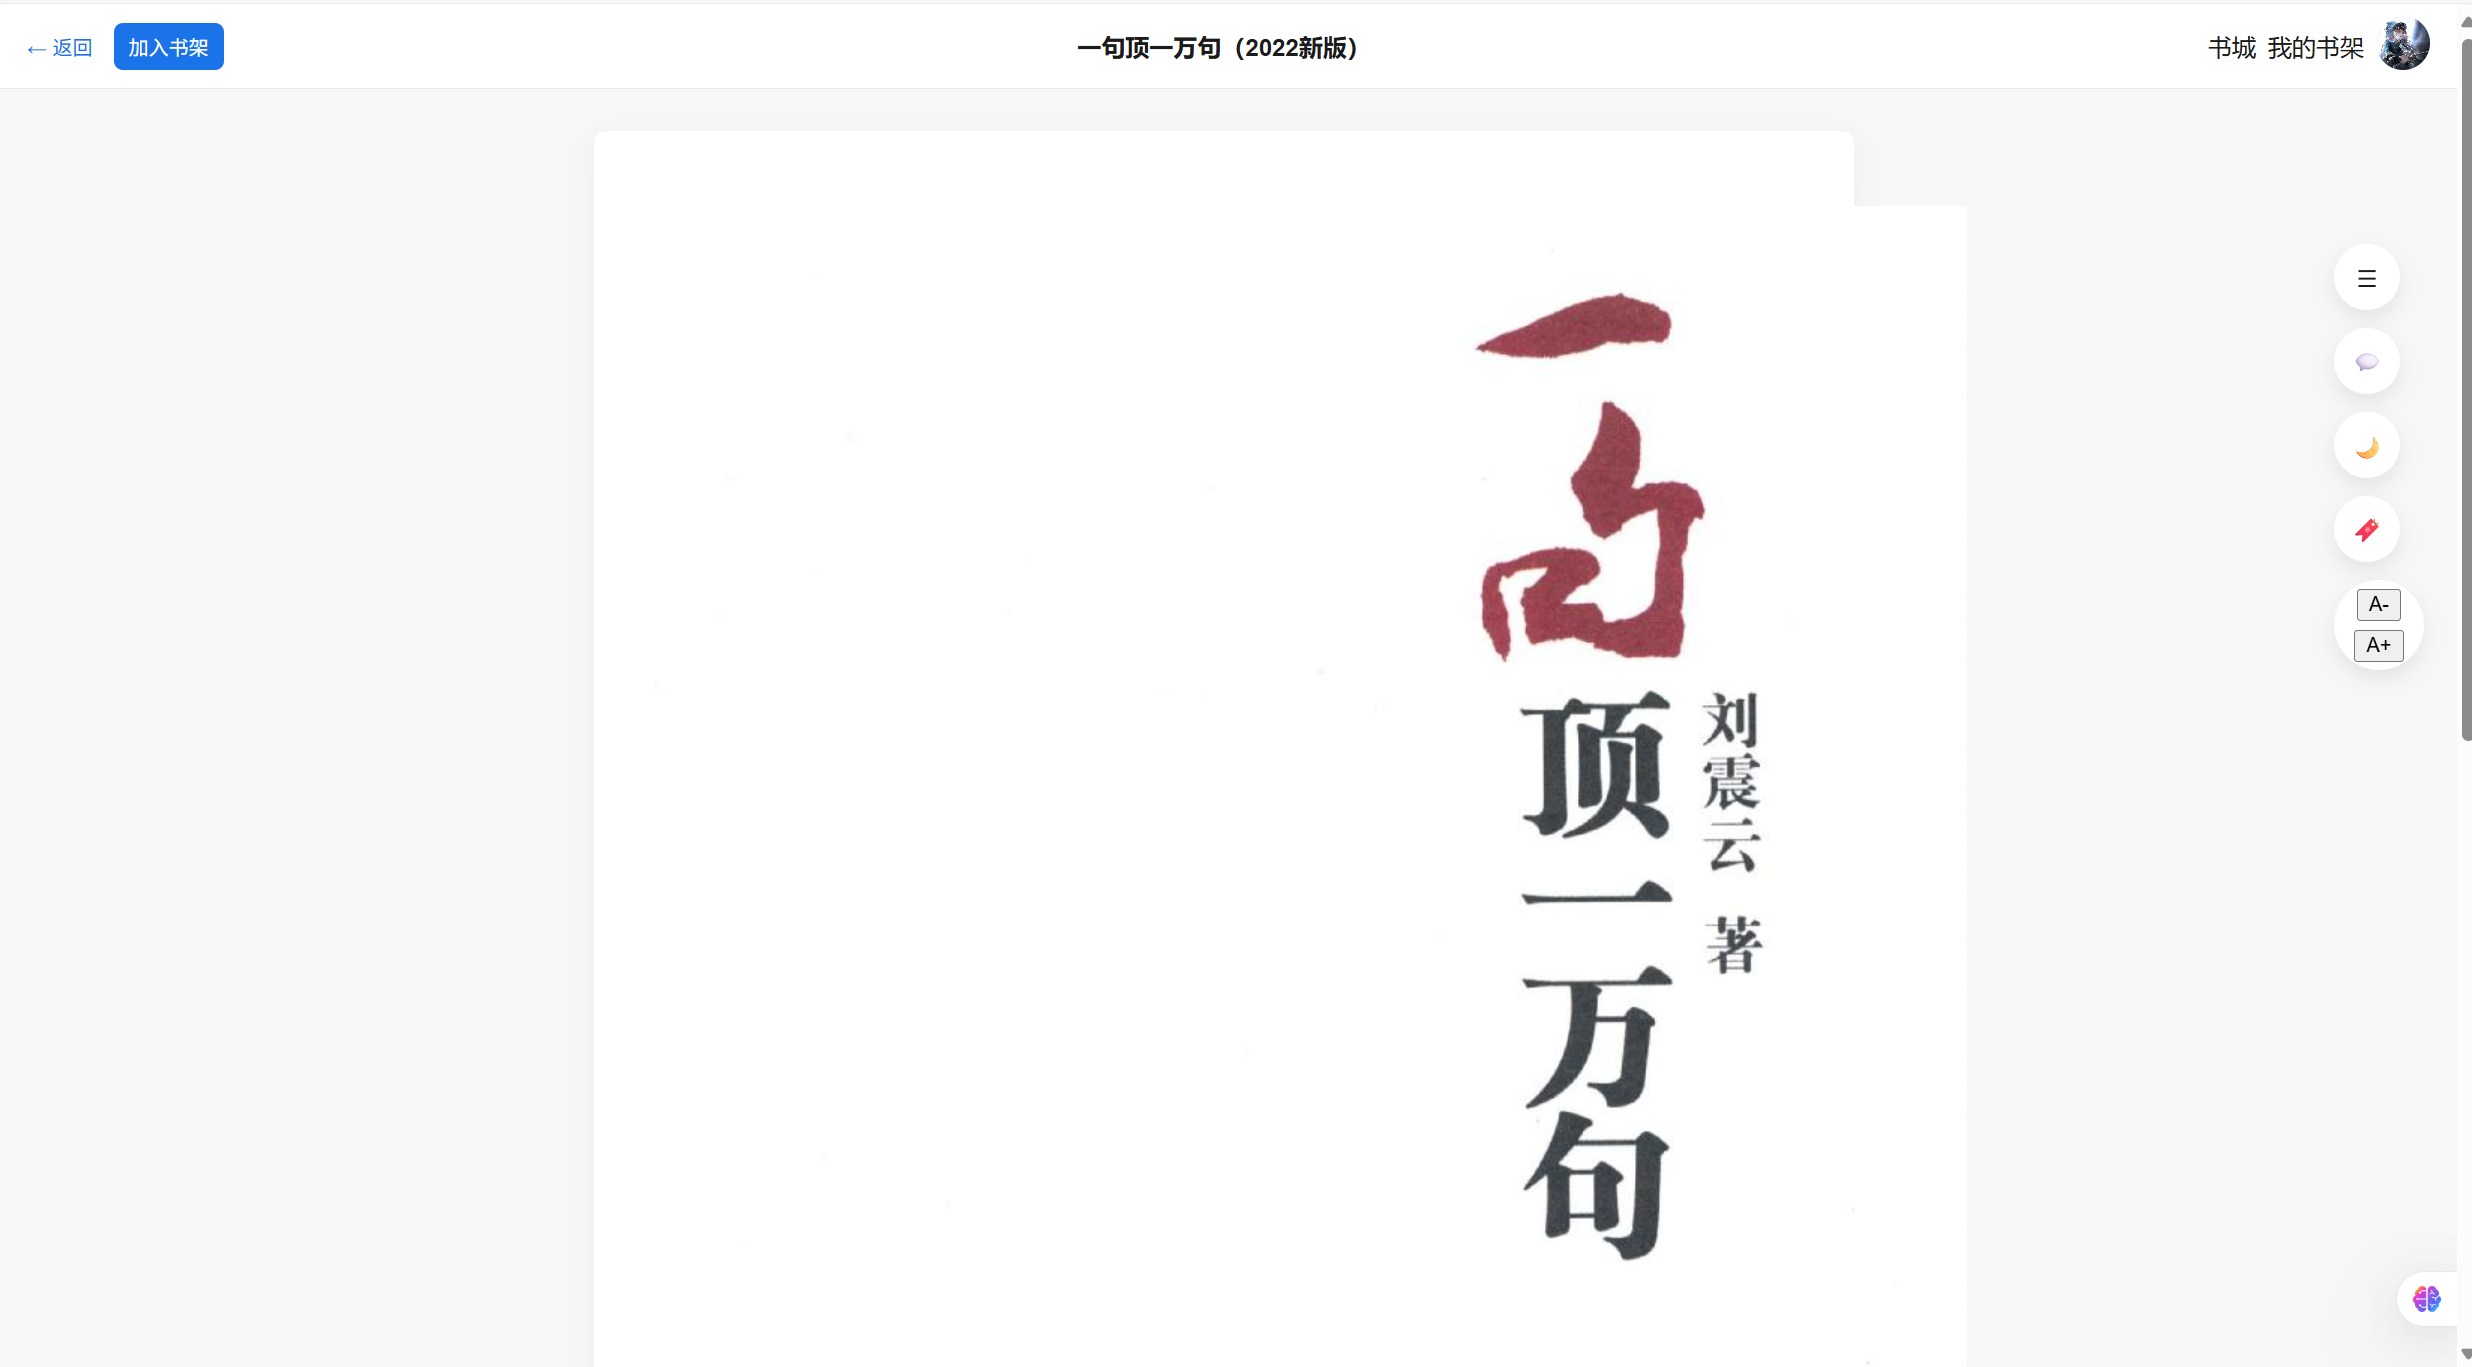 ← 返回
加入书架
一句顶一万句（2022新版）
书城 我的书架
一句顶一万句
刘震云 著
A-
A+